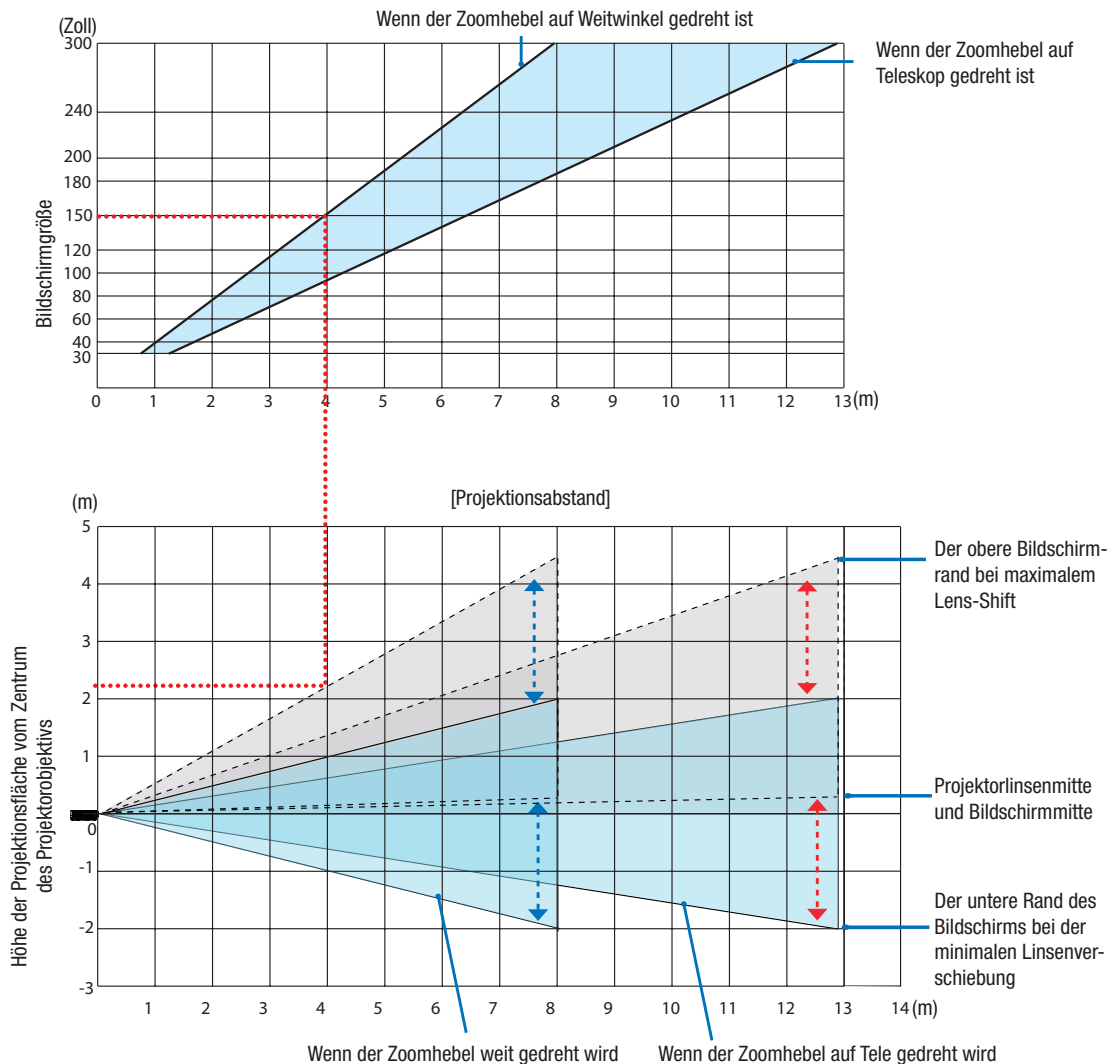 Wenn der Zoomhebel auf Weitwinkel gedreht ist
(Zoll)
Wenn der Zoomhebel auf
Teleskop gedreht ist
Bildschirmgröße
300
240
200
180
150
120
100
80
60
40
30
0 1 2 3 4 5 6 7 8 9 10 11 12 13 (m)
(m)
[Projektionsabstand]
Höhe der Projektionsfläche vom Zentrum
des Projektorobjektivs
5
4
3
2
1
0
-1
-2
-3
1 2 3 4 5 6 7 8 9 10 11 12 13 14 (m)
Der obere Bildschirm-
rand bei maximalem
Lens-Shift
Projektorlinsenmitte
und Bildschirmmitte
Der untere Rand des
Bildschirms bei der
minimalen Linsenver-
schiebung
Wenn der Zoomhebel weit gedreht wird
Wenn der Zoomhebel auf Tele gedreht wird